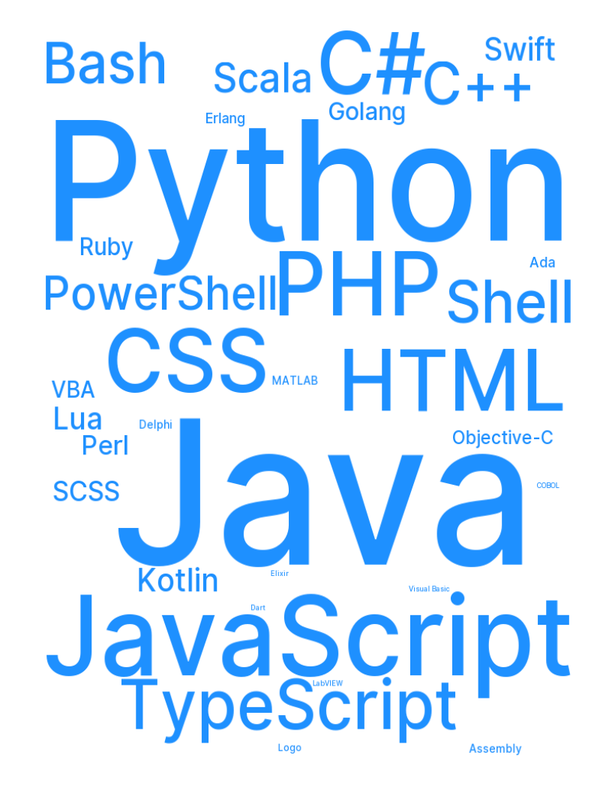 Bash
Scala
C#
C++
Swift
Erlang
Golang
Python
Ruby
Ada
PowerShell
PHP
Shell
CSS
MATLAB
HTML
VBA
Lua
Delphi
Perl
Objective-C
SCSS
Java
COBOL
Kotlin
Elixir
Visual Basic
Dart
JavaScript
LabVIEW
TypeScript
Logo
Assembly